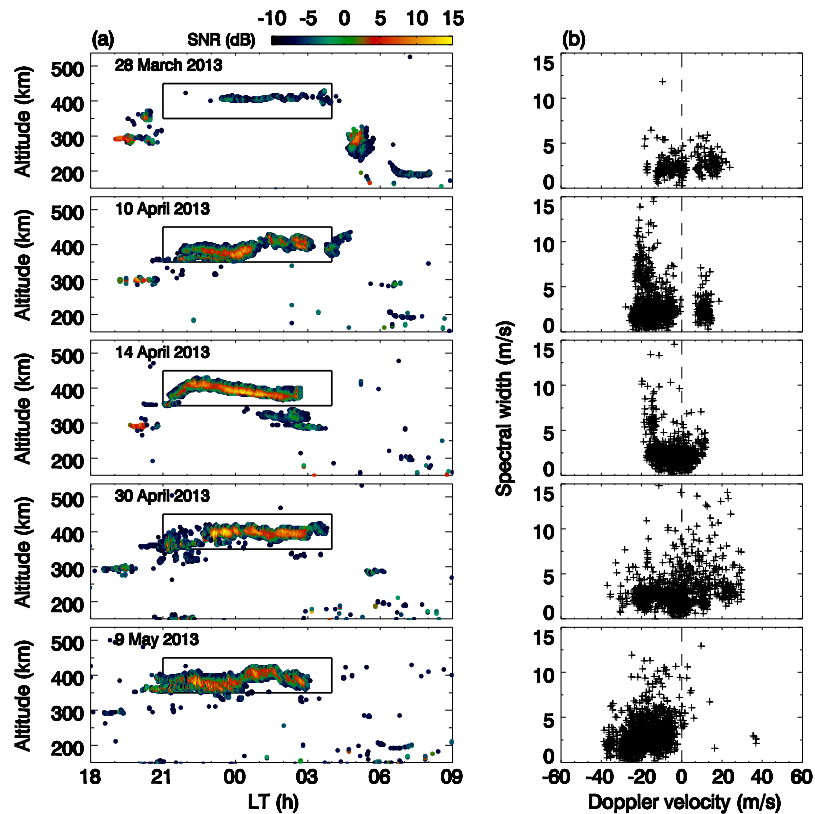 (a) SNR (dB) -10 -5 0 5 10 15 (b)
28 March 2013
Altitude (km) 500 400 300 200
15 10 5 0
10 April 2013
Altitude (km) 500 400 300 200
15 10 5 0
14 April 2013
Altitude (km) 500 400 300 200
Spectral width (m/s)
15 10 5 0
30 April 2013
Altitude (km) 500 400 300 200
15 10 5 0
9 May 2013
Altitude (km) 500 400 300 200
15 10 5 0
18 21 00 03 06 09
LT (h)
-60 -40 -20 0 20 40 60
Doppler velocity (m/s)